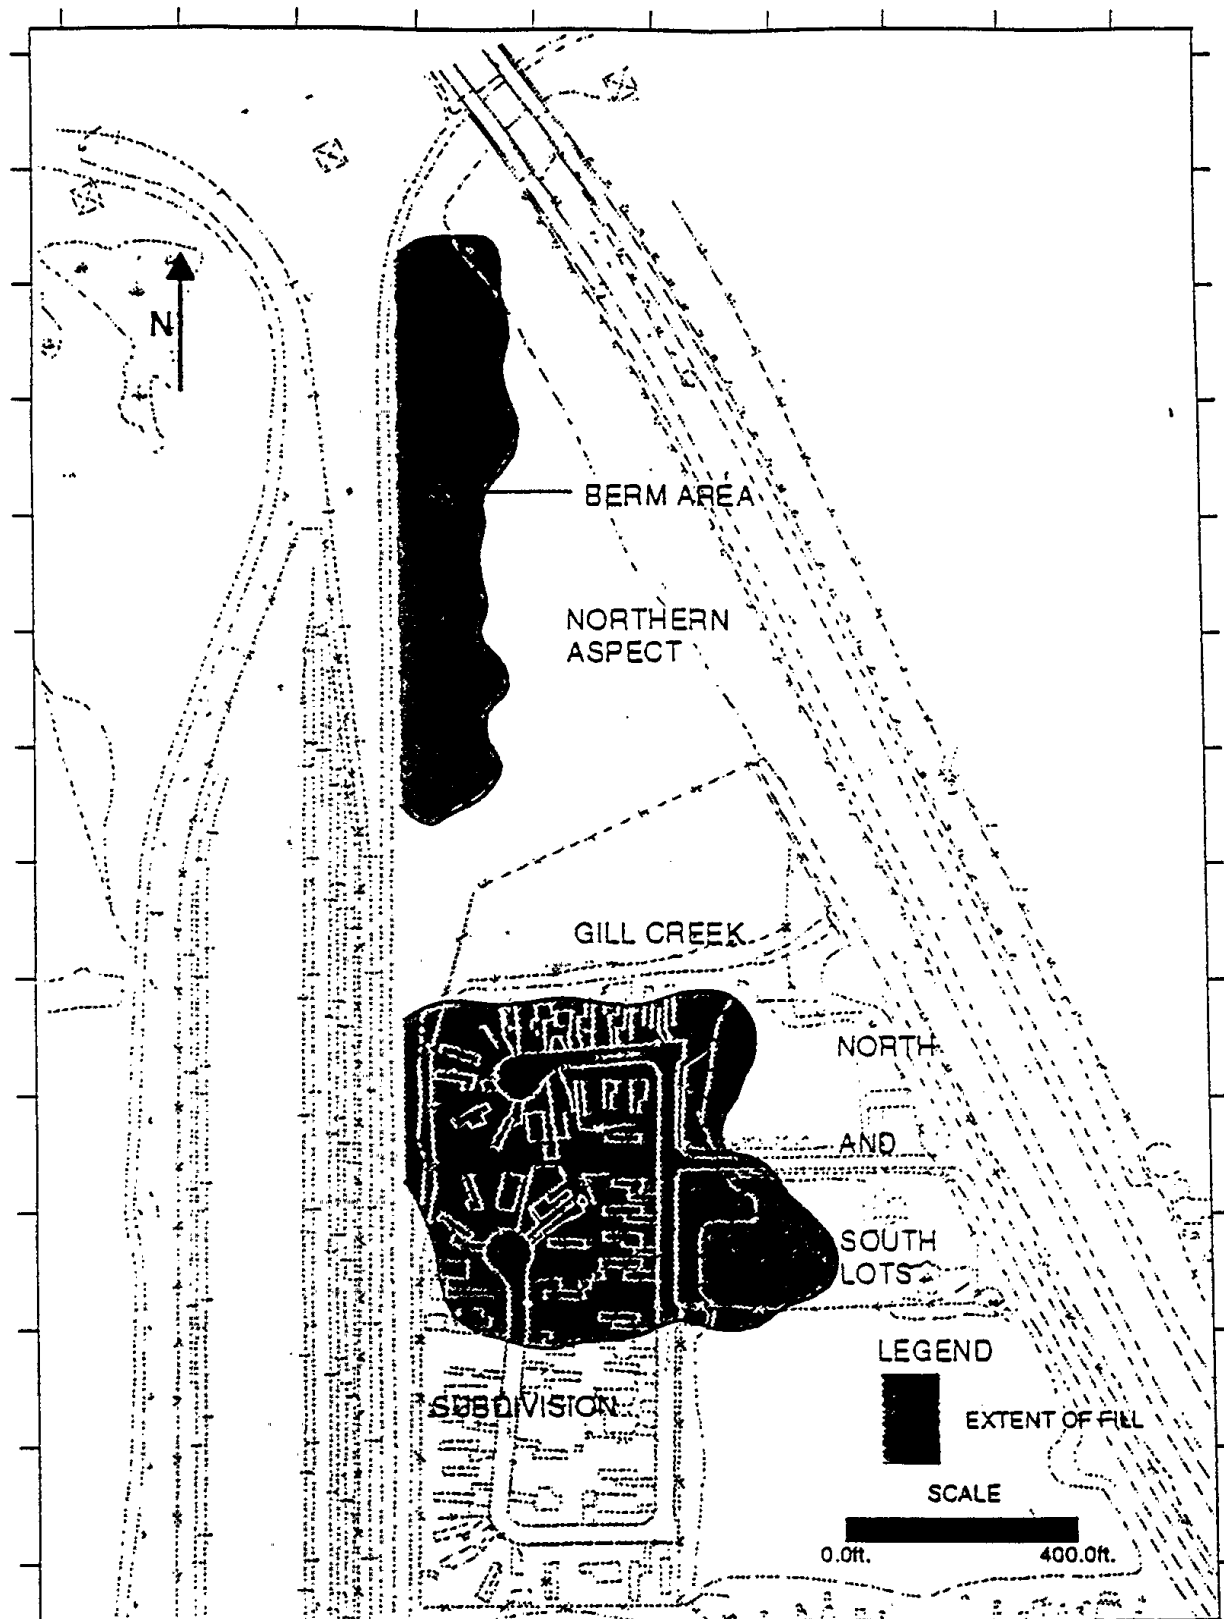 N
BERM AREA
NORTHERN
ASPECT
GILL CREEK
NORTH
AND
SOUTH
LOTS
LEGEND
SUBDIVISION
EXTENT OF FILL
SCALE
0.0ft. 400.0ft.